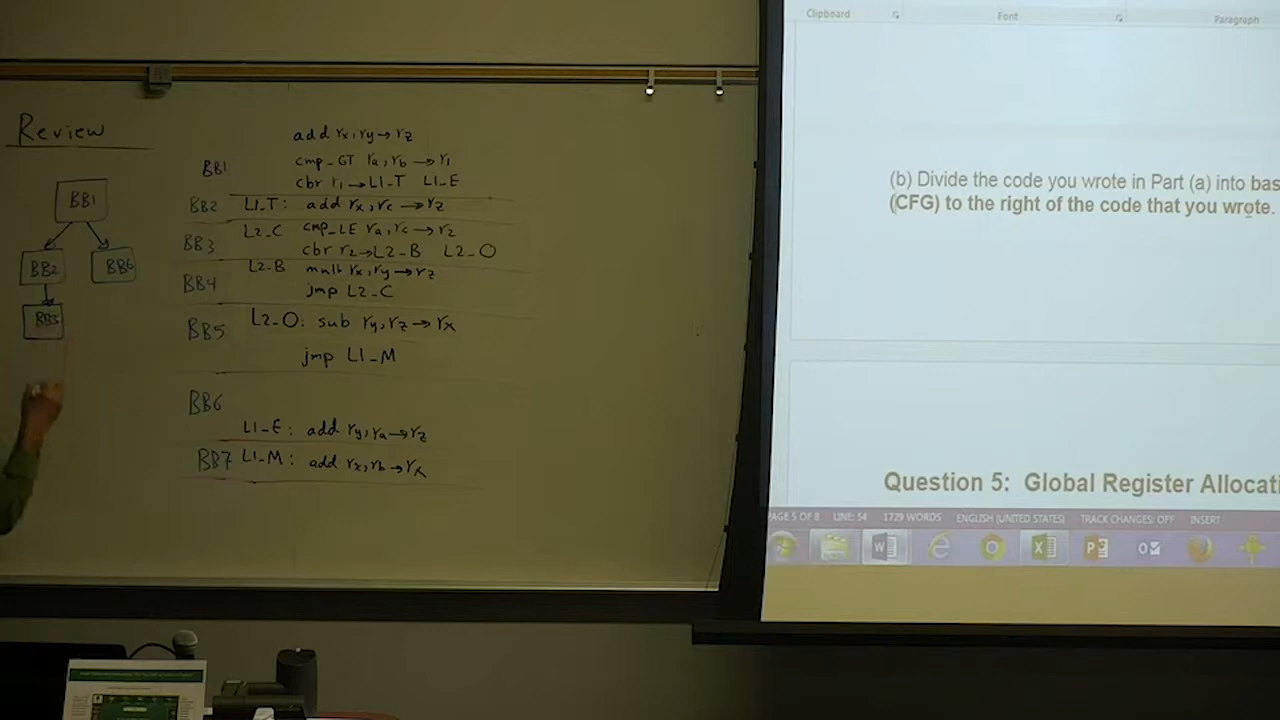 Review
BB1
BB2 BB6
BB3
add rx,ry→rz
BB1 cmp_GT ra,rb→r1
cbr r1→L1_T L1_E
BB2 L1_T: add rx,rc→rz
BB3 L2_C cmp_LE ra,rc→r2
cbr r2→L2_B L2_O
BB4 L2_B mult rx,ry→rz
jmp L2_C
BB5 L2_O: sub ry,rz→rx
jmp L1_M
BB6
L1_E: add ry,ra→rz
BB7 L1_M: add rx,rb→rx
Clipboard Font Paragraph
(b) Divide the code you wrote in Part (a) into bas
(CFG) to the right of the code that you wrote.
Question 5: Global Register Allocati
AGE 5 OF 8 LINE: 54 1729 WORDS ENGLISH (UNITED STATES) TRACK CHANGES: OFF INSERT